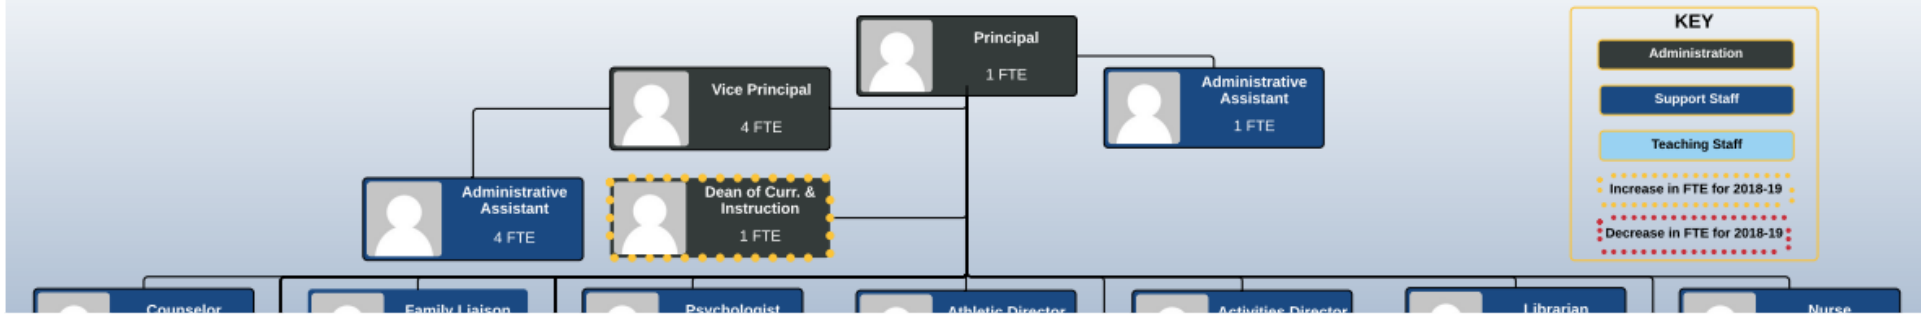 Principal
1 FTE
Vice Principal
4 FTE
Administrative
Assistant
1 FTE
Administrative
Assistant
4 FTE
Dean of Curr. &
Instruction
1 FTE
KEY
Administration
Support Staff
Teaching Staff
Increase in FTE for 2018-19
Decrease in FTE for 2018-19
Counselor
Family Liaison
Psychologist
Athletic Director
Activities Director
Librarian
Nurse